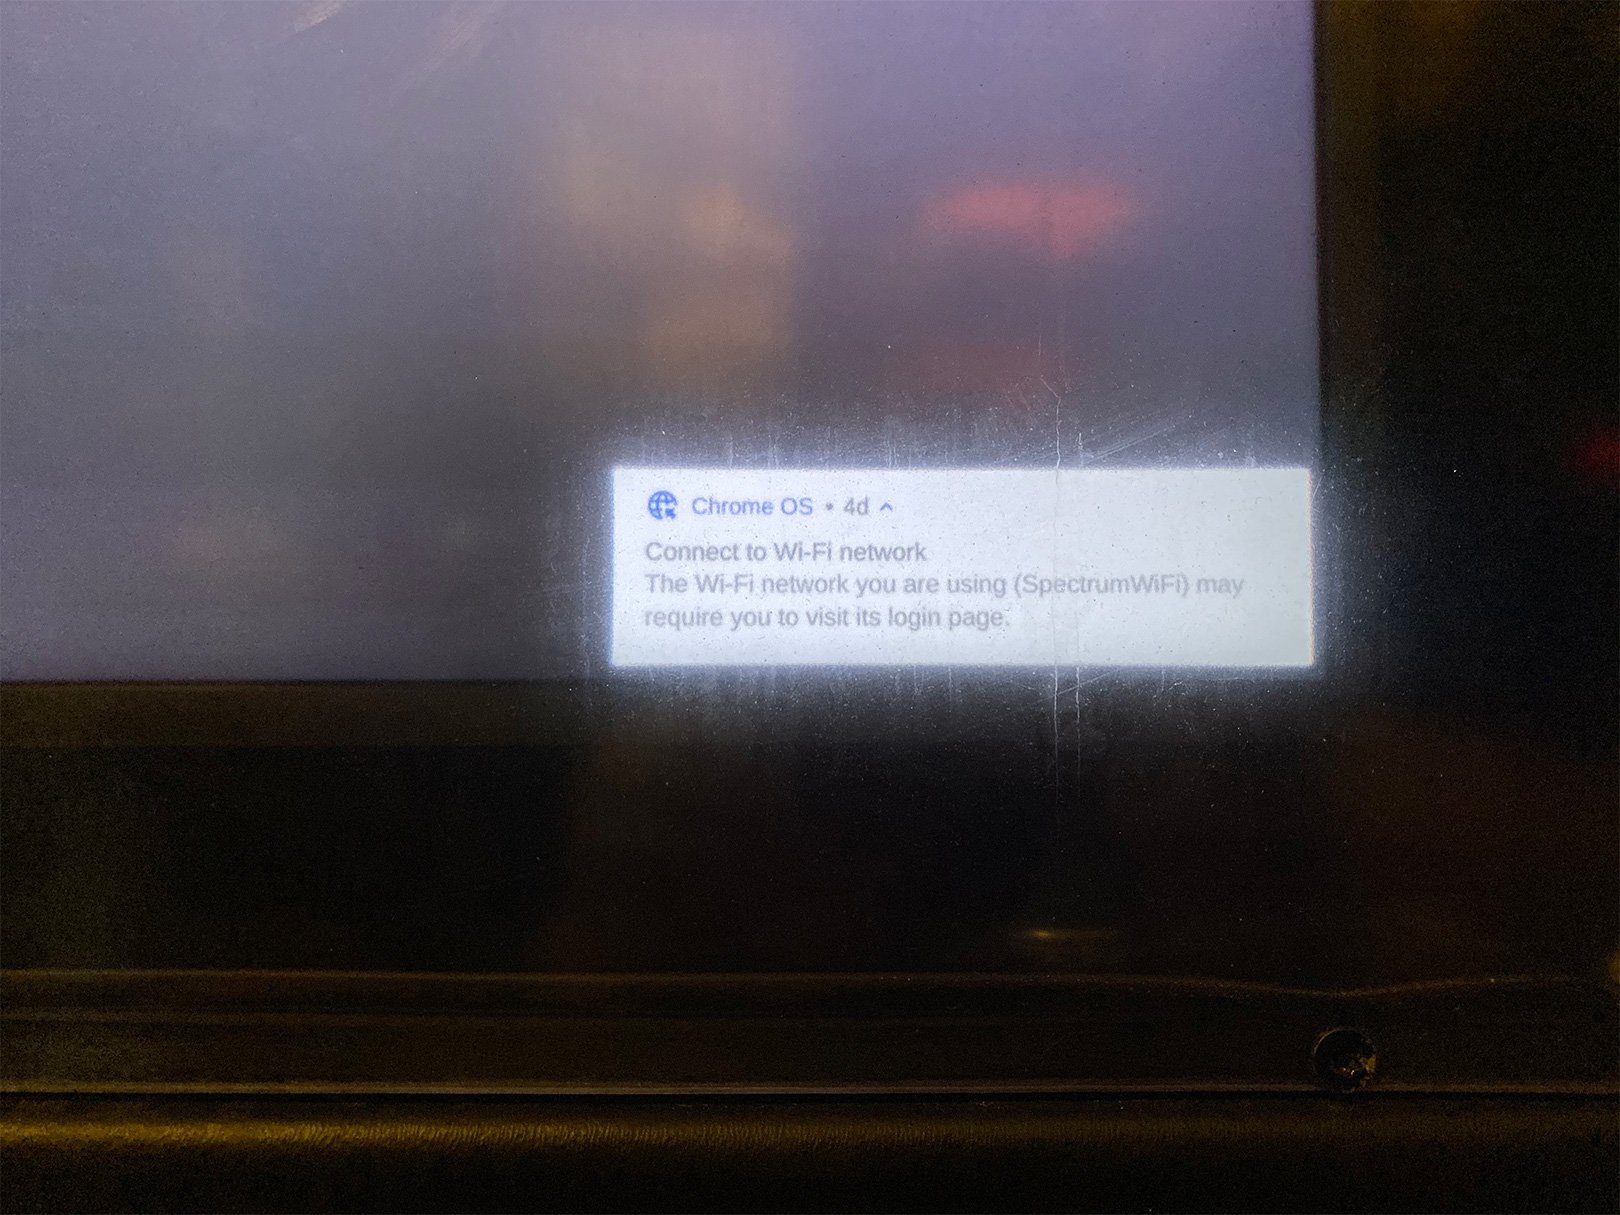 Chrome OS • 4d ^
Connect to Wi-Fi network
The Wi-Fi network you are using (SpectrumWiFi) may
require you to visit its login page.